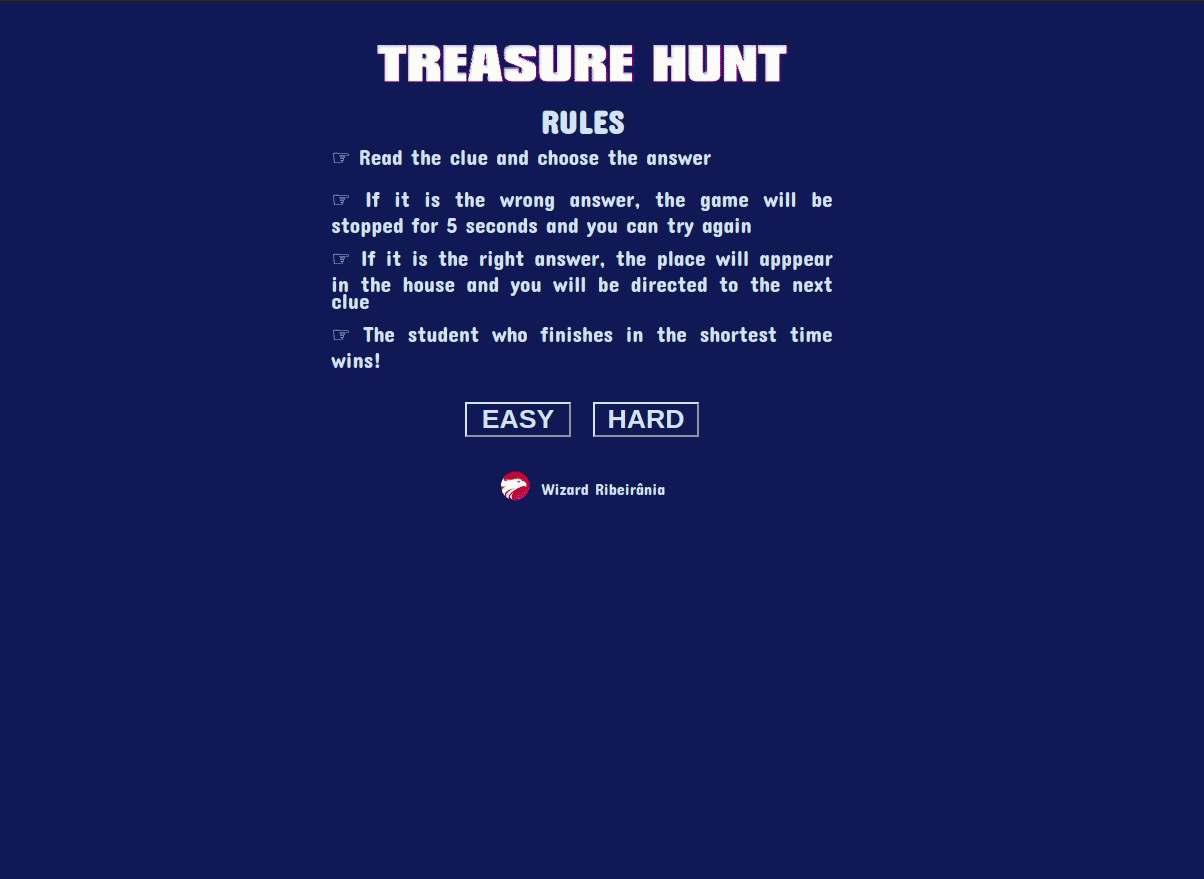 TREASURE HUNT
RULES
☞ Read the clue and choose the answer
☞ If it is the wrong answer, the game will be
stopped for 5 seconds and you can try again
☞ If it is the right answer, the place will apppear
in the house and you will be directed to the next
clue
☞ The student who finishes in the shortest time
wins!
EASY HARD
Wizard Ribeirânia